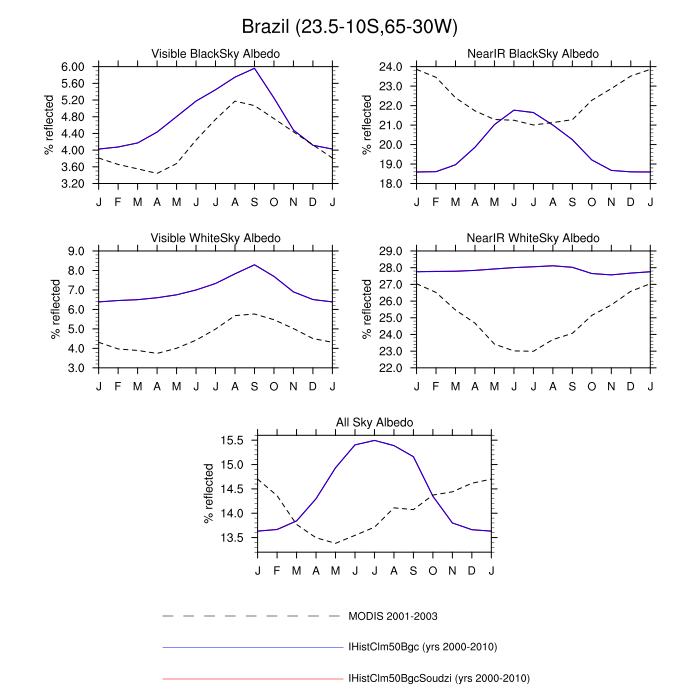 Brazil (23.5-10S,65-30W)
Visible BlackSky Albedo
% reflected
6.00
5.60
5.20
4.80
4.40
4.00
3.60
3.20
J F M A M J J A S O N D J
NearIR BlackSky Albedo
% reflected
24.0
23.0
22.0
21.0
20.0
19.0
18.0
J F M A M J J A S O N D J
Visible WhiteSky Albedo
% reflected
9.0
8.0
7.0
6.0
5.0
4.0
3.0
J F M A M J J A S O N D J
NearIR WhiteSky Albedo
% reflected
29.0
28.0
27.0
26.0
25.0
24.0
23.0
22.0
J F M A M J J A S O N D J
All Sky Albedo
% reflected
15.5
15.0
14.5
14.0
13.5
J F M A M J J A S O N D J
MODIS 2001-2003
IHistClm50Bgc (yrs 2000-2010)
IHistClm50BgcSoudzi (yrs 2000-2010)